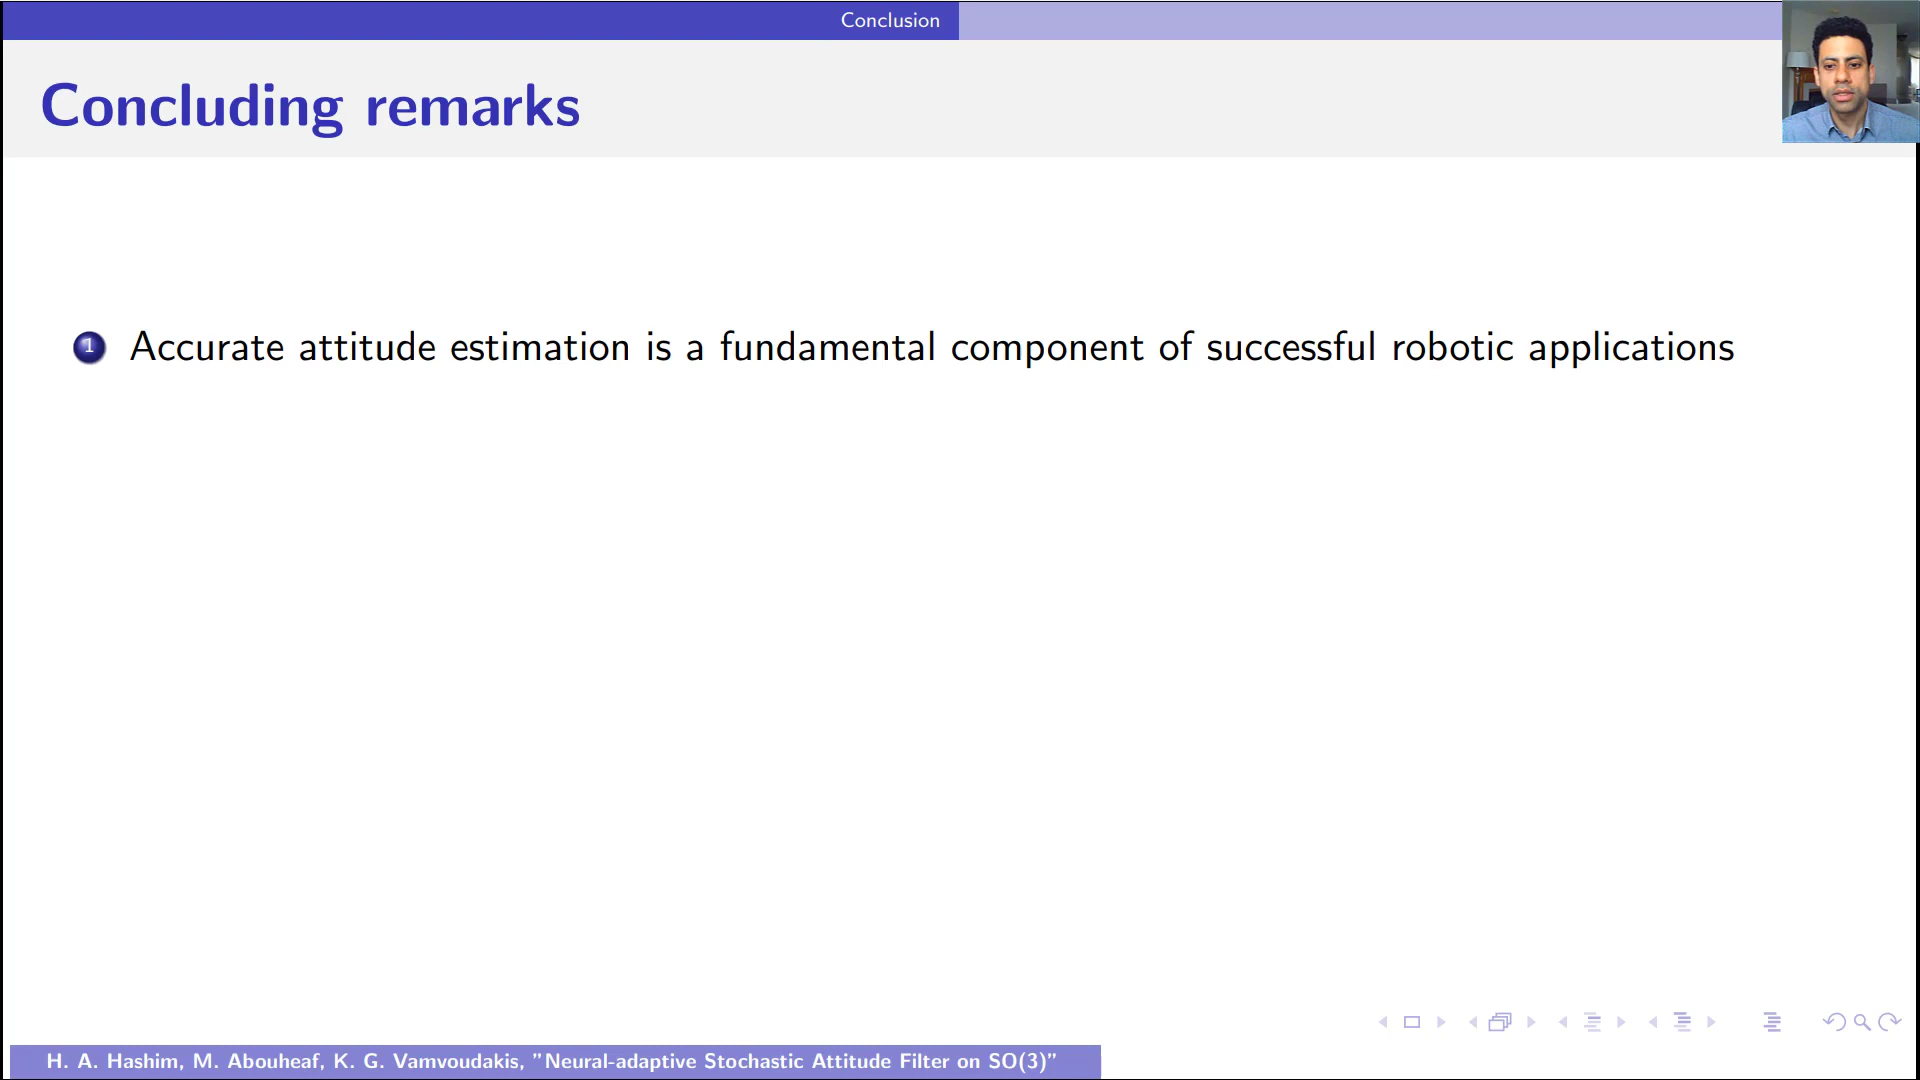 Conclusion
Concluding remarks
1 Accurate attitude estimation is a fundamental component of successful robotic applications
H. A. Hashim, M. Abouheaf, K. G. Vamvoudakis, "Neural-adaptive Stochastic Attitude Filter on SO(3)"